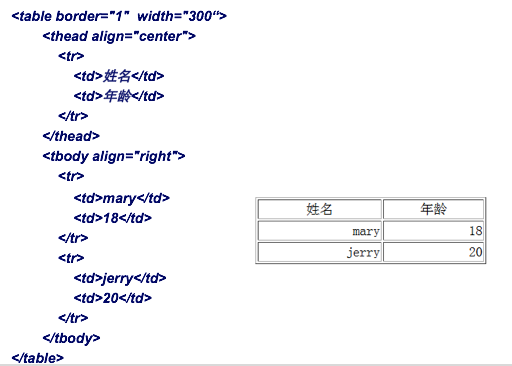 <table border="1" width="300“>
<thead align="center">
<tr>
<td>姓名</td>
<td>年龄</td>
</tr>
</thead>
<tbody align="right">
<tr>
<td>mary</td>
<td>18</td>
</tr>
<tr>
<td>jerry</td>
<td>20</td>
</tr>
</tbody>
</table>
姓名 年龄
mary 18
jerry 20